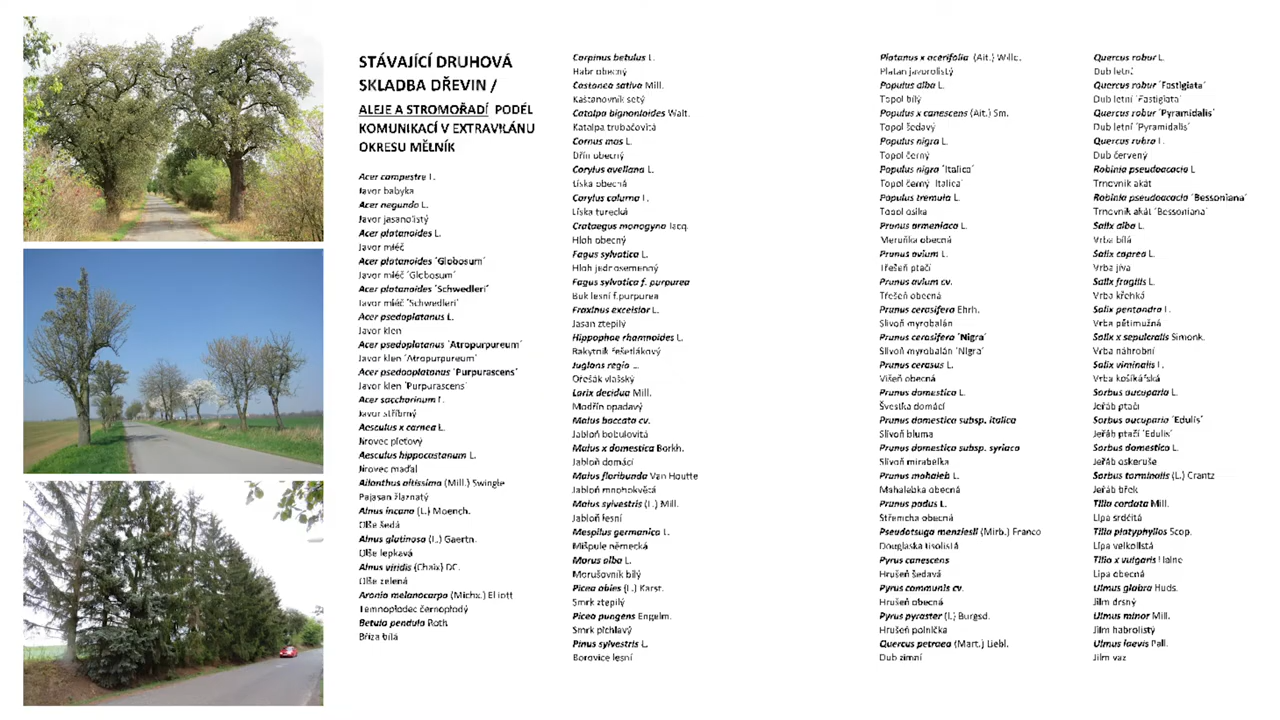 STÁVAJÍCÍ DRUHOVÁ
SKLADBA DŘEVIN /
ALEJE A STROMOŘADÍ PODÉL
KOMUNIKACÍ V EXTRAVILÁNU
OKRESU MĚLNÍK
Acer campestre L.
Javor babyka
Acer negundo L.
Javor jasanolistý
Acer platanoides L.
Javor mléč
Acer platanoides ´Globosum´
Javor mléč ´Globosum´
Acer platanoides ´Schwedleri´
Javor mléč ´Schwedleri´
Acer psedoplatanus L.
Javor klen
Acer psedoplatanus ´Atropurpureum´
Javor klen ´Atropurpureum´
Acer psedooplatanus ´Purpurascens´
Javor klen ´Purpurascens´
Acer saccharinum L.
Javor stříbrný
Aesculus x carnea L.
Jírovec pleťový
Aesculus hippocastanum L.
Jírovec maďal
Ailanthus altissima (Mill.) Swingle
Pajasan žlaznatý
Alnus incana (L.) Moench.
Olše šedá
Alnus glutinosa (L.) Gaertn.
Olše lepkavá
Alnus viridis (Chaix) DC.
Olše zelená
Aronia melanocarpa (Michx.) Elliott
Temnoplodec černoplodý
Betula pendula Roth
Bříza bílá
Carpinus betulus L.
Habr obecný
Castanea sativa Mill.
Kaštanovník setý
Catalpa bignonioides Walt.
Katalpa trubačovitá
Cornus mas L.
Dřín obecný
Corylus avellana L.
Líska obecná
Corylus colurna L.
Líska turecká
Crataegus monogyna Jacq.
Hloh obecný
Fagus sylvatica L.
Hloh jednosemenný
Fagus sylvatica f. purpurea
Buk lesní f.purpurea
Fraxinus excelsior L.
Jasan ztepilý
Hippophae rhamnoides L.
Rakytník řešetlákový
Juglans regia L.
Ořešák vlašský
Larix decidua Mill.
Modřín opadavý
Malus baccata cv.
Jabloň bobulovitá
Malus x domestica Borkh.
Jabloň domácí
Malus floribunda Van Houtte
Jabloň mnohokvětá
Malus sylvestris (L.) Mill.
Jabloň lesní
Mespilus germanica L.
Mišpule německá
Morus alba L.
Morušovník bílý
Picea abies (L.) Karst.
Smrk ztepilý
Picea pungens Engelm.
Smrk pichlavý
Pinus sylvestris L.
Borovice lesní
Platanus x acerifolia (Ait.) Willd.
Platan javorolistý
Populus alba L.
Topol bílý
Populus x canescens (Ait.) Sm.
Topol šedavý
Populus nigra L.
Topol černý
Populus nigra ´Italica´
Topol černý ´Italica´
Populus tremula L.
Topol osika
Prunus armeniaca L.
Meruňka obecná
Prunus avium L.
Třešeň ptačí
Prunus avium cv.
Třešeň obecná
Prunus cerasifera Ehrh.
Slivoň myrobalán
Prunus cerasifera ´Nigra´
Slivoň myrobalán ´Nigra´
Prunus cerasus L.
Višeň obecná
Prunus domestica L.
Švestka domácí
Prunus domestica subsp. italica
Slivoň bluma
Prunus domestica subsp. syriaca
Slivoň mirabelka
Prunus mahaleb L.
Mahalebka obecná
Prunus padus L.
Střemcha obecná
Pseudotsuga menziesii (Mirb.) Franco
Douglaska tisolistá
Pyrus canescens
Hrušeň šedavá
Pyrus communis cv.
Hrušeň obecná
Pyrus pyraster (L) Burgsd.
Hrušeň polnička
Quercus petraea (Mart.) Liebl.
Dub zimní
Quercus robur L.
Dub letní
Quercus robur ´Fastigiata´
Dub letní ´Fastigiata´
Quercus robur ´Pyramidalis´
Dub letní ´Pyramidalis´
Quercus rubra L.
Dub červený
Robinia pseudoacacia L
Trnovník akát
Robinia pseudoacacia ´Bessoniana´
Trnovník akát ´Bessoniana´
Salix alba L.
Vrba bílá
Salix caprea L.
Vrba jíva
Salix fragilis L.
Vrba křehká
Salix pentandra L.
Vrba pětimužná
Salix x sepulcralis Simonk.
Vrba náhrobní
Salix viminalis L.
Vrba košíkářská
Sorbus aucuparia L.
Jeřáb ptačí
Sorbus aucuparia ´Edulis´
Jeřáb ptačí ´Edulis´
Sorbus domestica L.
Jeřáb oskeruše
Sorbus torminalis (L.) Crantz
Jeřáb břek
Tilia cordata Mill.
Lípa srdčitá
Tilia platyphyllos Scop.
Lípa velkolistá
Tilia x vulgaris Haine
Lípa obecná
Ulmus glabra Huds.
Jilm drsný
Ulmus minor Mill.
Jilm habrolistý
Ulmus laevis Pall.
Jilm vaz